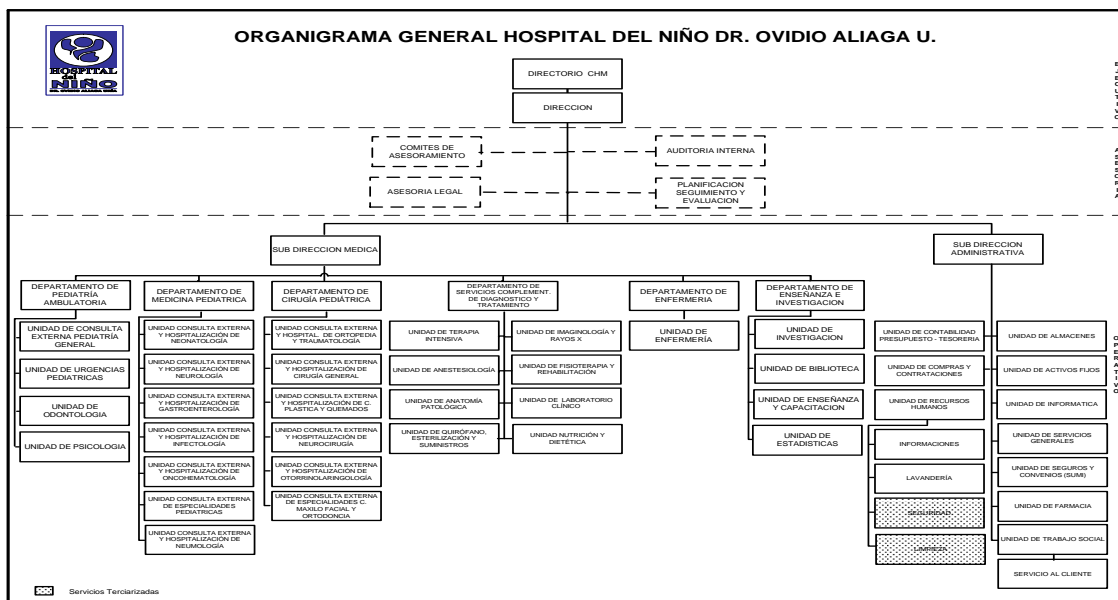 ORGANIGRAMA GENERAL HOSPITAL DEL NIÑO DR. OVIDIO ALIAGA U.
HOSPITAL
del
NIÑO
DR. OVIDIO ALIAGA URIA
DIRECTORIO CHM
DIRECCION
EJECUTIVO
COMITES DE
ASESORAMIENTO
AUDITORIA INTERNA
ASESORIA LEGAL
PLANIFICACION
SEGUIMIENTO Y
EVALUACION
ASESORIA
SUB DIRECCION MEDICA
SUB DIRECCION
ADMINISTRATIVA
DEPARTAMENTO DE
PEDIATRÍA
AMBULATORIA
UNIDAD DE CONSULTA
EXTERNA PEDIATRÍA
GENERAL
UNIDAD DE URGENCIAS
PEDIATRICAS
UNIDAD DE
ODONTOLOGIA
UNIDAD DE PSICOLOGIA
DEPARTAMENTO DE
MEDICINA PEDIATRICA
UNIDAD CONSULTA EXTERNA
Y HOSPITALIZACIÓN DE
NEONATOLOGÍA
UNIDAD CONSULTA EXTERNA
Y HOSPITALIZACIÓN DE
NEUROLOGÍA
UNIDAD CONSULTA EXTERNA
Y HOSPITALIZACIÓN DE
GASTROENTEROLOGÍA
UNIDAD CONSULTA EXTERNA
Y HOSPITALIZACIÓN DE
INFECTOLOGÍA
UNIDAD CONSULTA EXTERNA
Y HOSPITALIZACIÓN DE
ONCOHEMATOLOGÍA
UNIDAD CONSULTA EXTERNA
DE ESPECIALIDADES
PEDIATRICAS
UNIDAD CONSULTA EXTERNA
Y HOSPITALIZACIÓN DE
NEUMOLOGÍA
DEPARTAMENTO DE
CIRUGÍA PEDIÁTRICA
UNIDAD CONSULTA EXTERNA
Y HOSPITAL. DE ORTOPEDIA
Y TRAUMATOLOGÍA
UNIDAD CONSULTA EXTERNA
Y HOSPITALIZACIÓN DE
CIRUGÍA GENERAL
UNIDAD CONSULTA EXTERNA
Y HOSPITALIZACIÓN DE C.
PLASTICA Y QUEMADOS
UNIDAD CONSULTA EXTERNA
Y HOSPITALIZACIÓN DE
NEUROCIRUGÍA
UNIDAD CONSULTA EXTERNA
Y HOSPITALIZACIÓN DE
OTORRINOLARINGOLOGÍA
UNIDAD CONSULTA EXTERNA
DE ESPECIALIDADES C.
MAXILO FACIAL Y
ORTODONCIA
DEPARTAMENTO DE
SERVICIOS COMPLEMENT.
DE DIAGNOSTICO Y
TRATAMIENTO
UNIDAD DE TERAPIA
INTENSIVA
UNIDAD DE ANESTESIOLOGÍA
UNIDAD DE ANATOMÍA
PATOLÓGICA
UNIDAD DE QUIRÓFANO,
ESTERILIZACIÓN Y
SUMINISTROS
UNIDAD DE IMAGINOLOGÍA Y
RAYOS X
UNIDAD DE FISIOTERAPIA Y
REHABILITACIÓN
UNIDAD DE LABORATORIO
CLÍNICO
UNIDAD NUTRICIÓN Y
DIETÉTICA
DEPARTAMENTO DE
ENFERMERIA
UNIDAD DE
ENFERMERÍA
DEPARTAMENTO DE
ENSEÑANZA E
INVESTIGACION
UNIDAD DE
INVESTIGACION
UNIDAD DE BIBLIOTECA
UNIDAD DE ENSEÑANZA
Y CAPACITACION
UNIDAD DE
ESTADISTICAS
UNIDAD DE CONTABILIDAD
PRESUPUESTO - TESORERIA
UNIDAD DE COMPRAS Y
CONTRATACIONES
UNIDAD DE RECURSOS
HUMANOS
INFORMACIONES
LAVANDERÍA
SEGURIDAD
LIMPIEZA
UNIDAD DE ALMACENES
UNIDAD DE ACTIVOS FIJOS
UNIDAD DE INFORMATICA
UNIDAD DE SERVICIOS
GENERALES
UNIDAD DE SEGUROS Y
CONVENIOS (SUMI)
UNIDAD DE FARMACIA
UNIDAD DE TRABAJO SOCIAL
SERVICIO AL CLIENTE
OPERATIVO
Servicios Terciarizadas